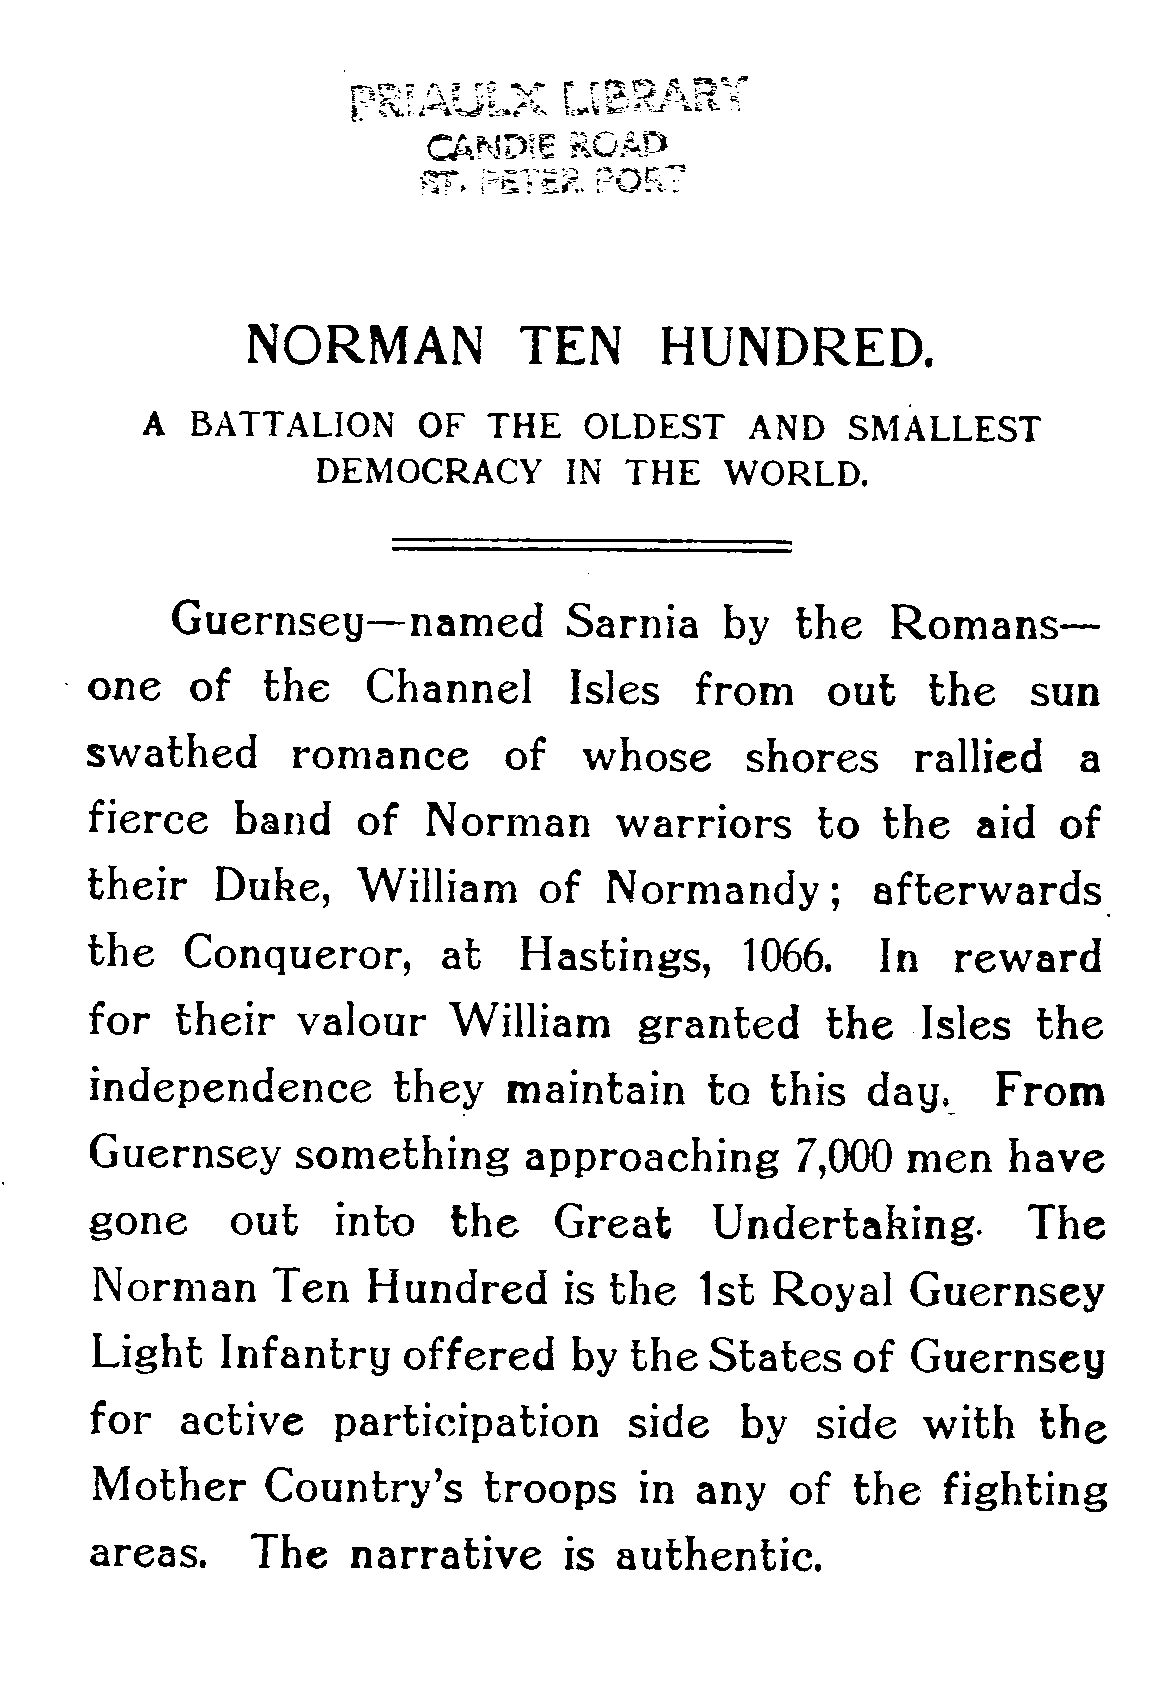 PRIAULX LIBRARY
CANDIE ROAD
ST. PETER PORT
NORMAN TEN HUNDRED.
A BATTALION OF THE OLDEST AND SMALLEST
DEMOCRACY IN THE WORLD.
Guernsey—named Sarnia by the Romans—
one of the Channel Isles from out the sun
swathed romance of whose shores rallied a
fierce band of Norman warriors to the aid of
their Duke, William of Normandy; afterwards
the Conqueror, at Hastings, 1066. In reward
for their valour William granted the Isles the
independence they maintain to this day. From
Guernsey something approaching 7,000 men have
gone out into the Great Undertaking. The
Norman Ten Hundred is the 1st Royal Guernsey
Light Infantry offered by the States of Guernsey
for active participation side by side with the
Mother Country's troops in any of the fighting
areas. The narrative is authentic.